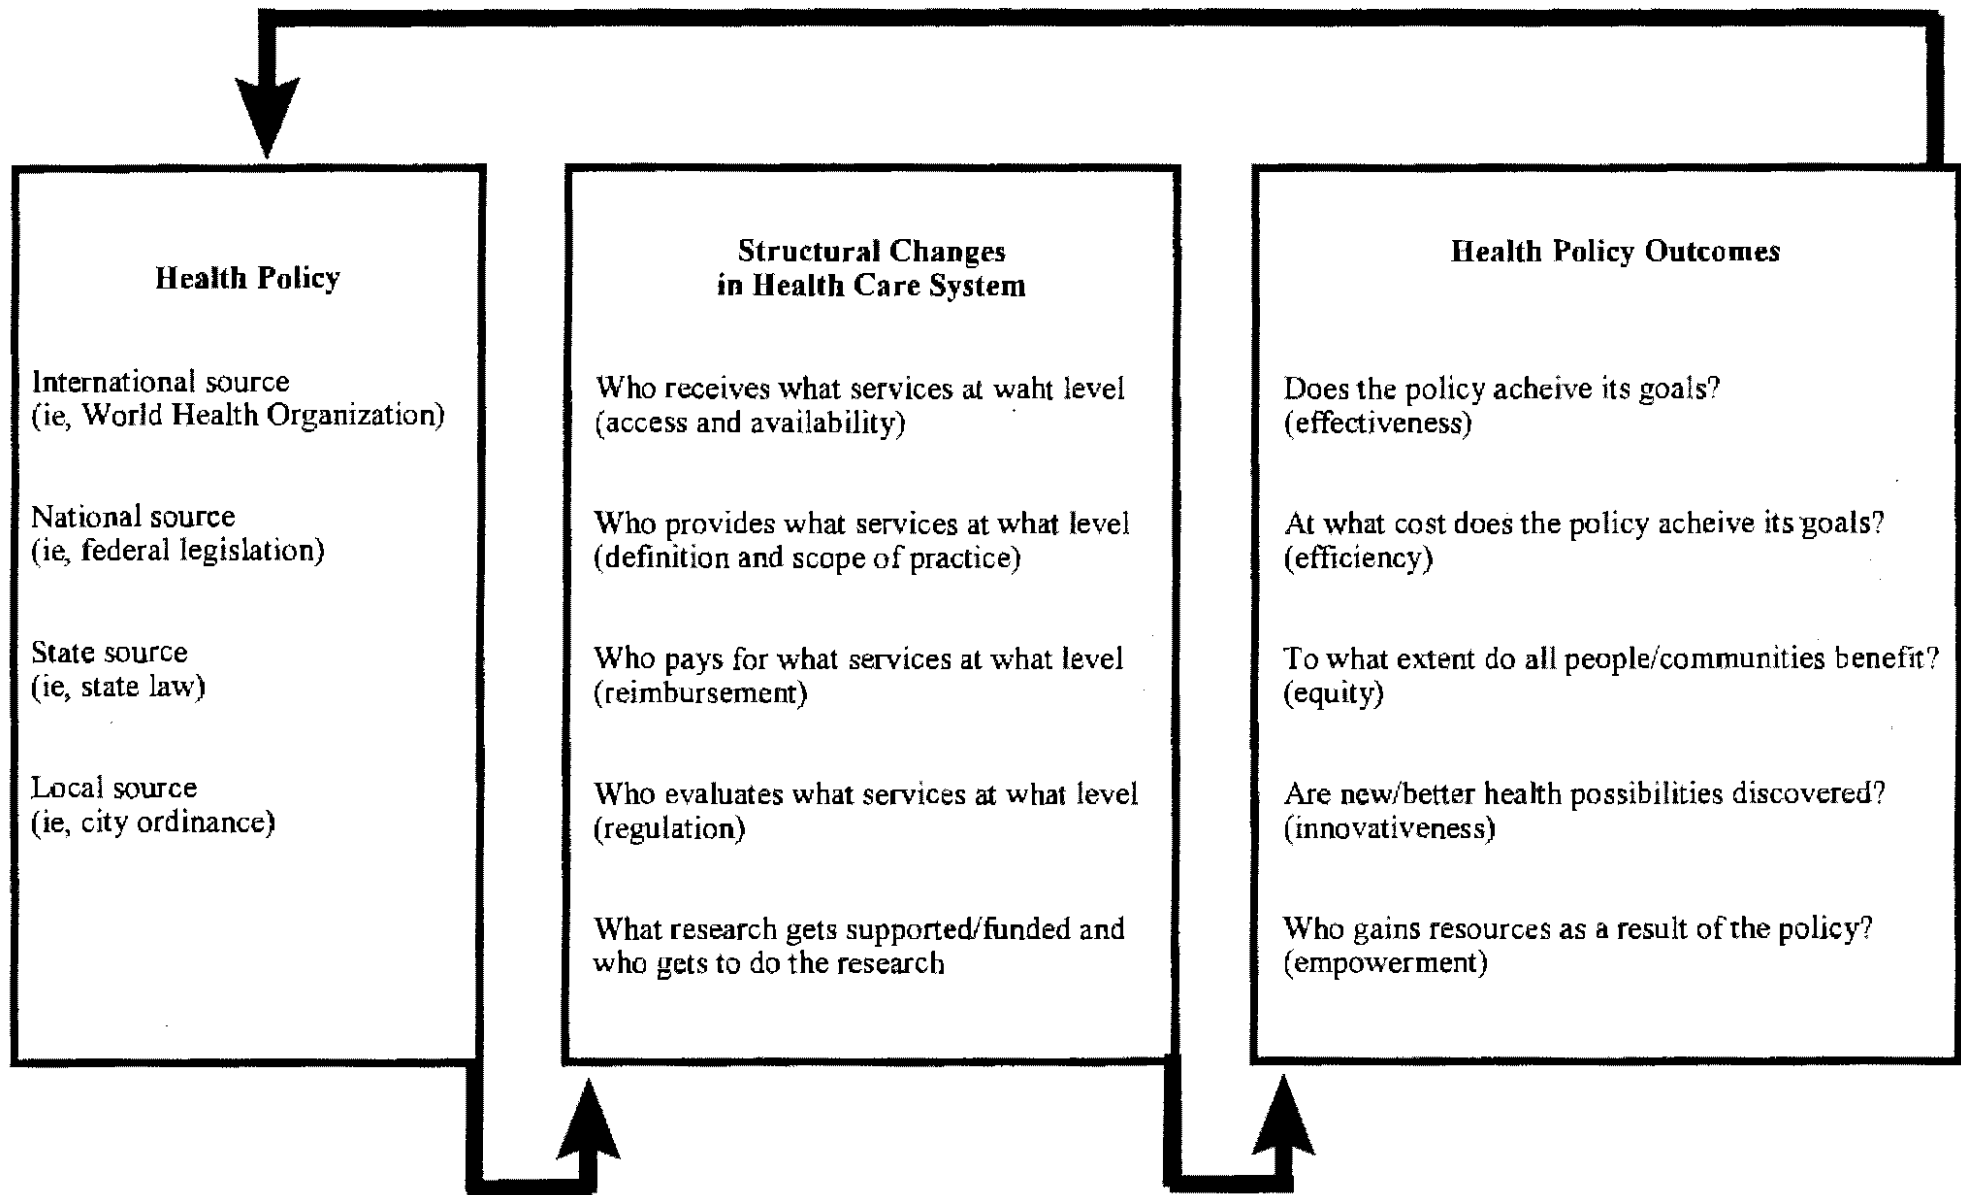 Health Policy
International source
(ie, World Health Organization)
National source
(ie, federal legislation)
State source
(ie, state law)
Local source
(ie, city ordinance)
Structural Changes
in Health Care System
Who receives what services at waht level
(access and availability)
Who provides what services at what level
(definition and scope of practice)
Who pays for what services at what level
(reimbursement)
Who evaluates what services at what level
(regulation)
What research gets supported/funded and
who gets to do the research
Health Policy Outcomes
Does the policy acheive its goals?
(effectiveness)
At what cost does the policy acheive its goals?
(efficiency)
To what extent do all people/communities benefit?
(equity)
Are new/better health possibilities discovered?
(innovativeness)
Who gains resources as a result of the policy?
(empowerment)